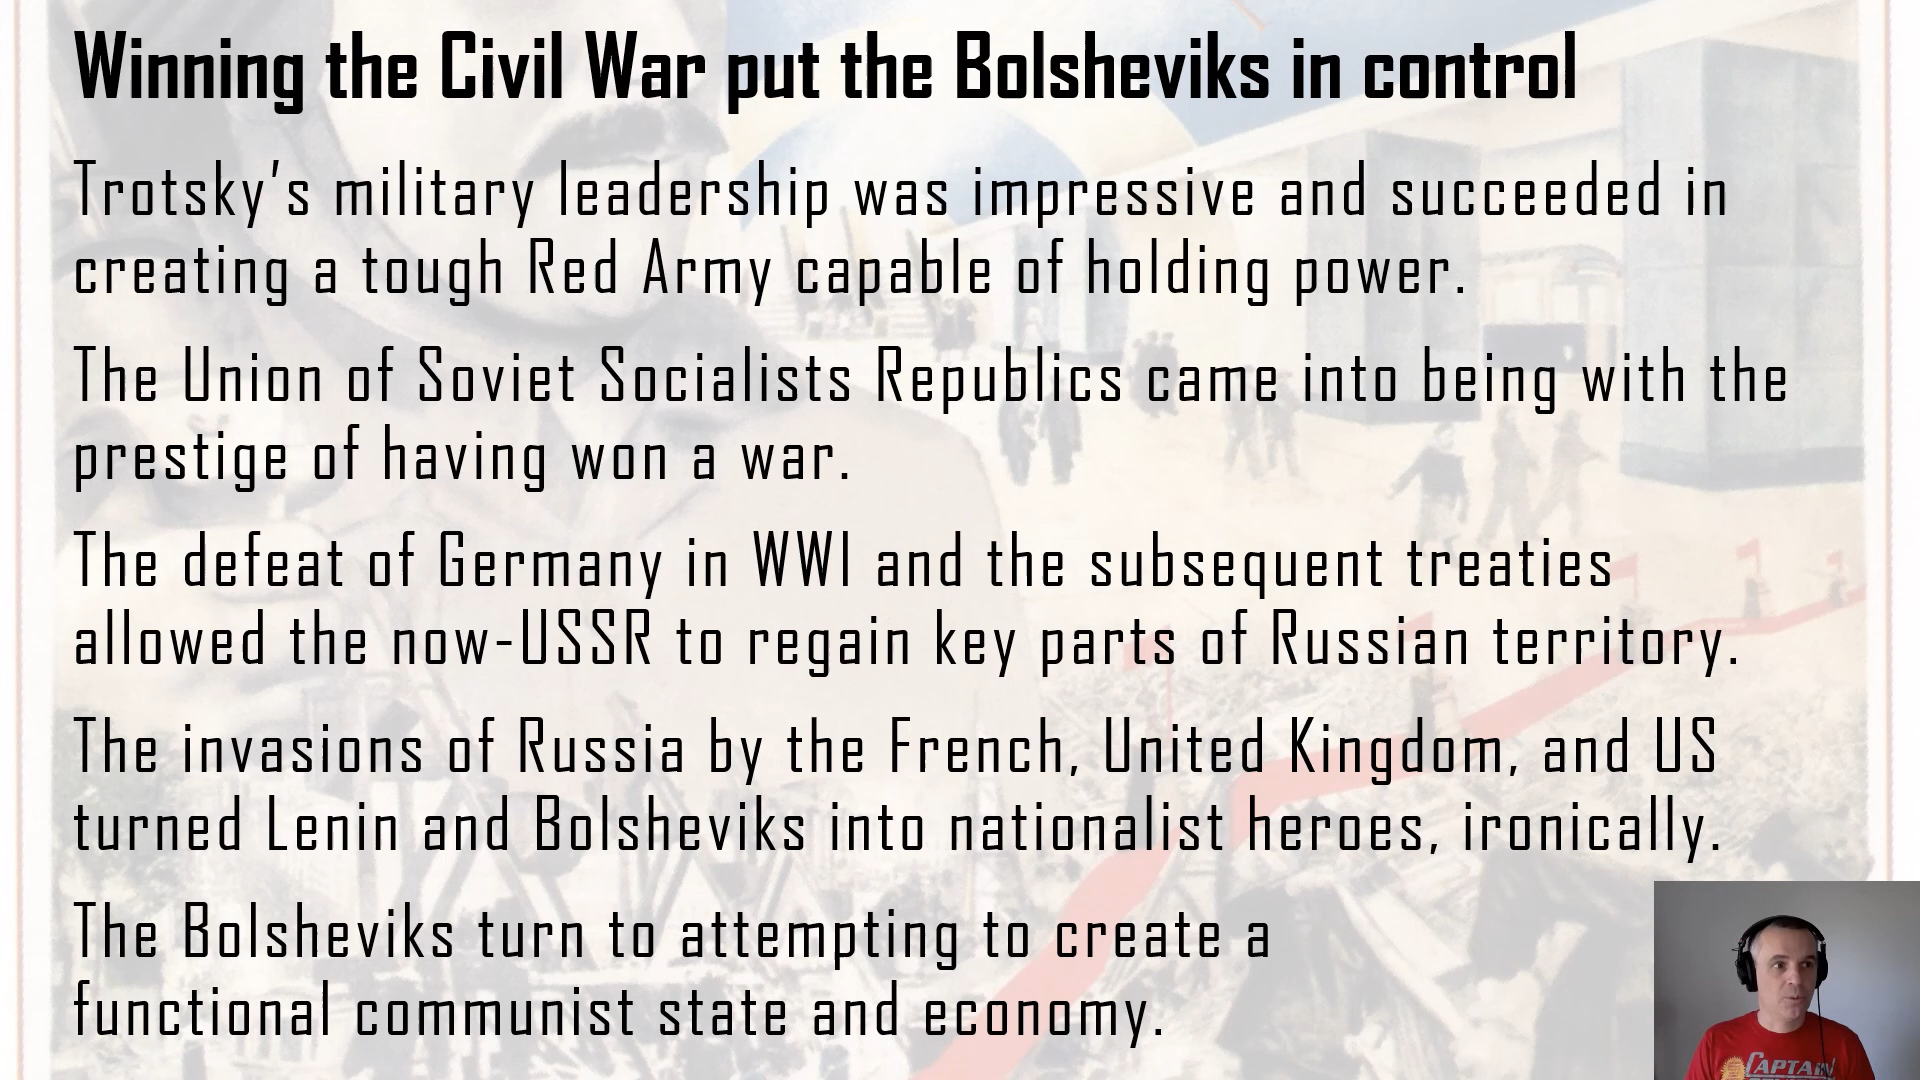 Winning the Civil War put the Bolsheviks in control
Trotsky's military leadership was impressive and succeeded in
creating a tough Red Army capable of holding power.
The Union of Soviet Socialists Republics came into being with the
prestige of having won a war.
The defeat of Germany in WWI and the subsequent treaties
allowed the now-USSR to regain key parts of Russian territory.
The invasions of Russia by the French, United Kingdom, and US
turned Lenin and Bolsheviks into nationalist heroes, ironically.
The Bolsheviks turn to attempting to create a
functional communist state and economy.
CAPTAIN